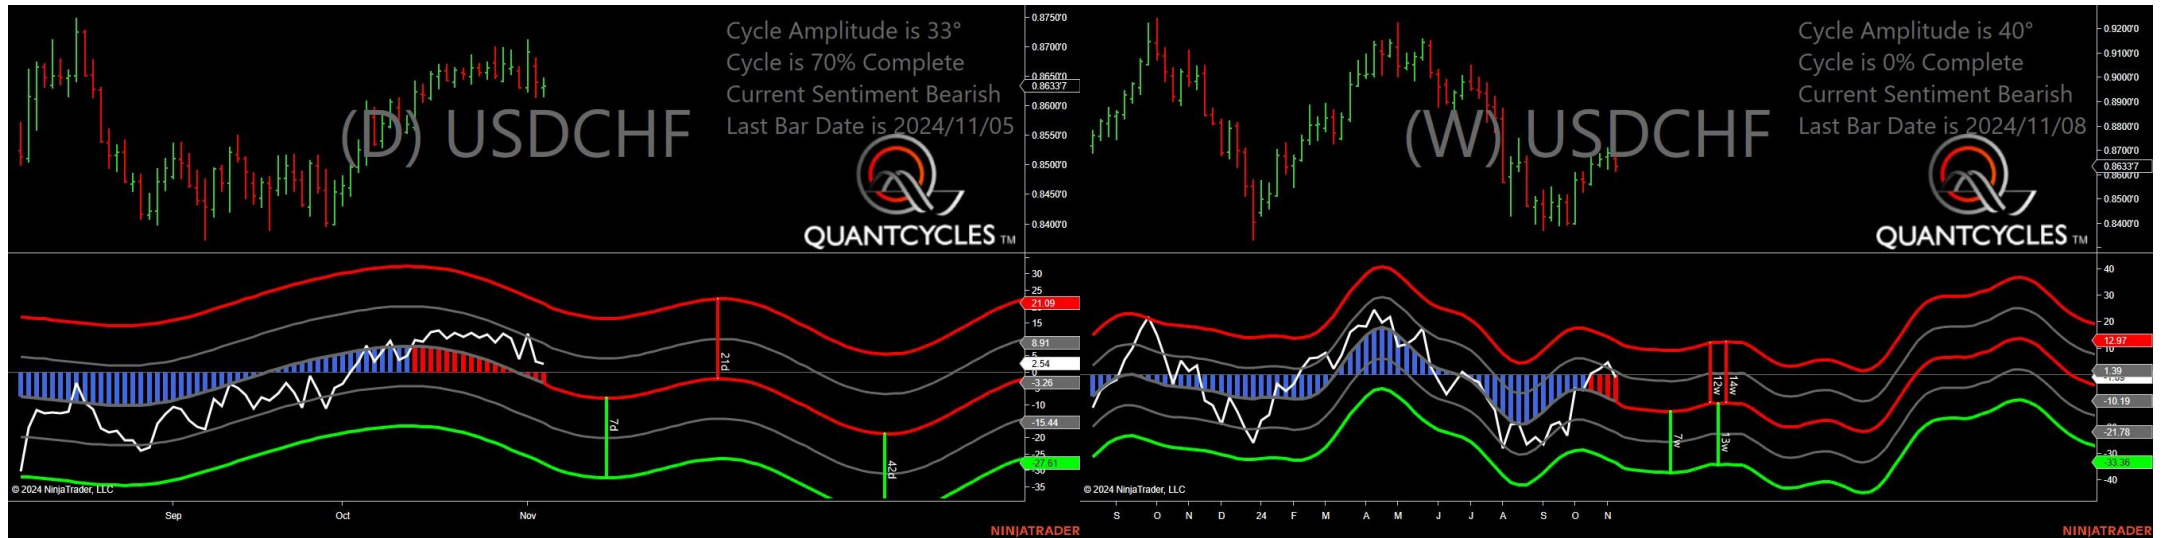 Cycle Amplitude is 33°
Cycle is 70% Complete
Current Sentiment Bearish
Last Bar Date is 2024/11/05
(D) USDCHF
QUANTCYCLES TM
0.8750'0
0.8700'0
0.8650'0
0.8633'7
0.8600'0
0.8550'0
0.8500'0
0.8450'0
0.8400'0
30
25
21.09
15
8.91
5
2.54
0
-3.26
-10
-15.44
-20
-25
-27.61
-30
-35
21d
7d
42d
© 2024 NinjaTrader, LLC
Sep Oct Nov
NINJATRADER
Cycle Amplitude is 40°
Cycle is 0% Complete
Current Sentiment Bearish
Last Bar Date is 2024/11/08
(W) USDCHF
QUANTCYCLES TM
0.9200'0
0.9100'0
0.9000'0
0.8900'0
0.8800'0
0.8700'0
0.8633'7
0.8600'0
0.8400'0
40
30
20
12.97
10
1.39
-10.19
-21.78
-30
-33.36
-40
12w
14w
7w
13w
© 2024 NinjaTrader, LLC
S O N D 24 F M A M J J A S O N
NINJATRADER